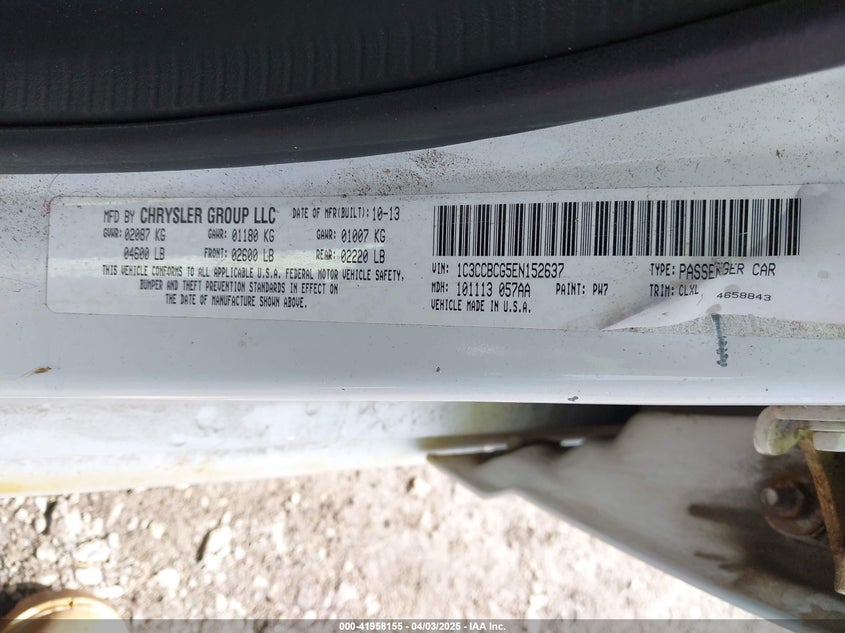 MFD BY CHRYSLER GROUP LLC DATE OF MFR(BUILT): 10-13
GVWR: 02087 KG GAWR: 01180 KG GAWR: 01007 KG
04600 LB FRONT: 02600 LB REAR: 02220 LB
THIS VEHICLE CONFORMS TO ALL APPLICABLE U.S.A. FEDERAL MOTOR VEHICLE SAFETY,
BUMPER AND THEFT PREVENTION STANDARDS IN EFFECT ON
THE DATE OF MANUFACTURE SHOWN ABOVE.
VIN: 1C3CCBCG5EN152637 TYPE: PASSENGER CAR
MDH: 101113 057AA PAINT: PW7 TRIM: CLXL
VEHICLE MADE IN U.S.A. 4658843
000-41958155 - 04/03/2025 - IAA Inc.